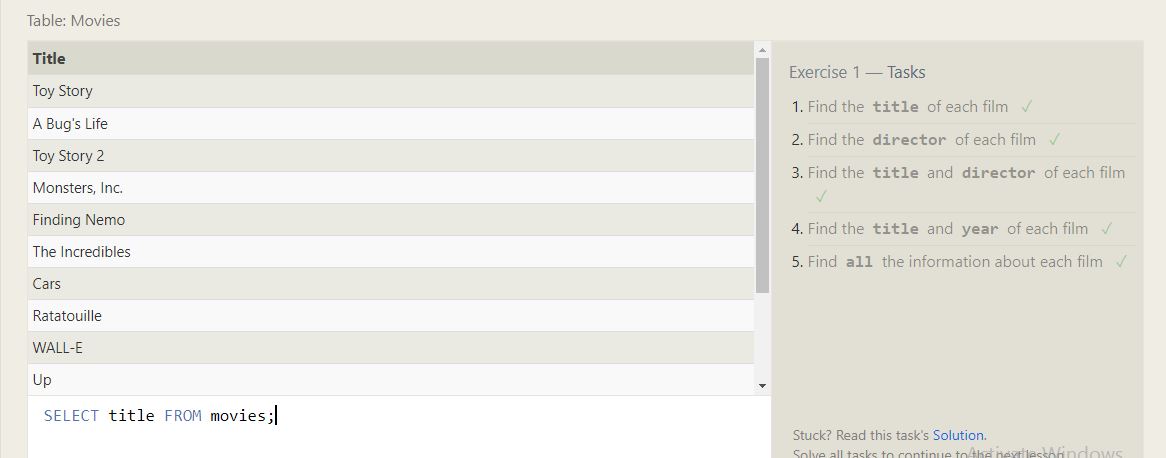 Table: Movies
Title
Toy Story
A Bug's Life
Toy Story 2
Monsters, Inc.
Finding Nemo
The Incredibles
Cars
Ratatouille
WALL-E
Up
SELECT title FROM movies;
Exercise 1 — Tasks
1. Find the title of each film ✓
2. Find the director of each film ✓
3. Find the title and director of each film
✓
4. Find the title and year of each film ✓
5. Find all the information about each film ✓
Stuck? Read this task's Solution.
Solve all tasks to continue to the next lesson.
Activate Windows